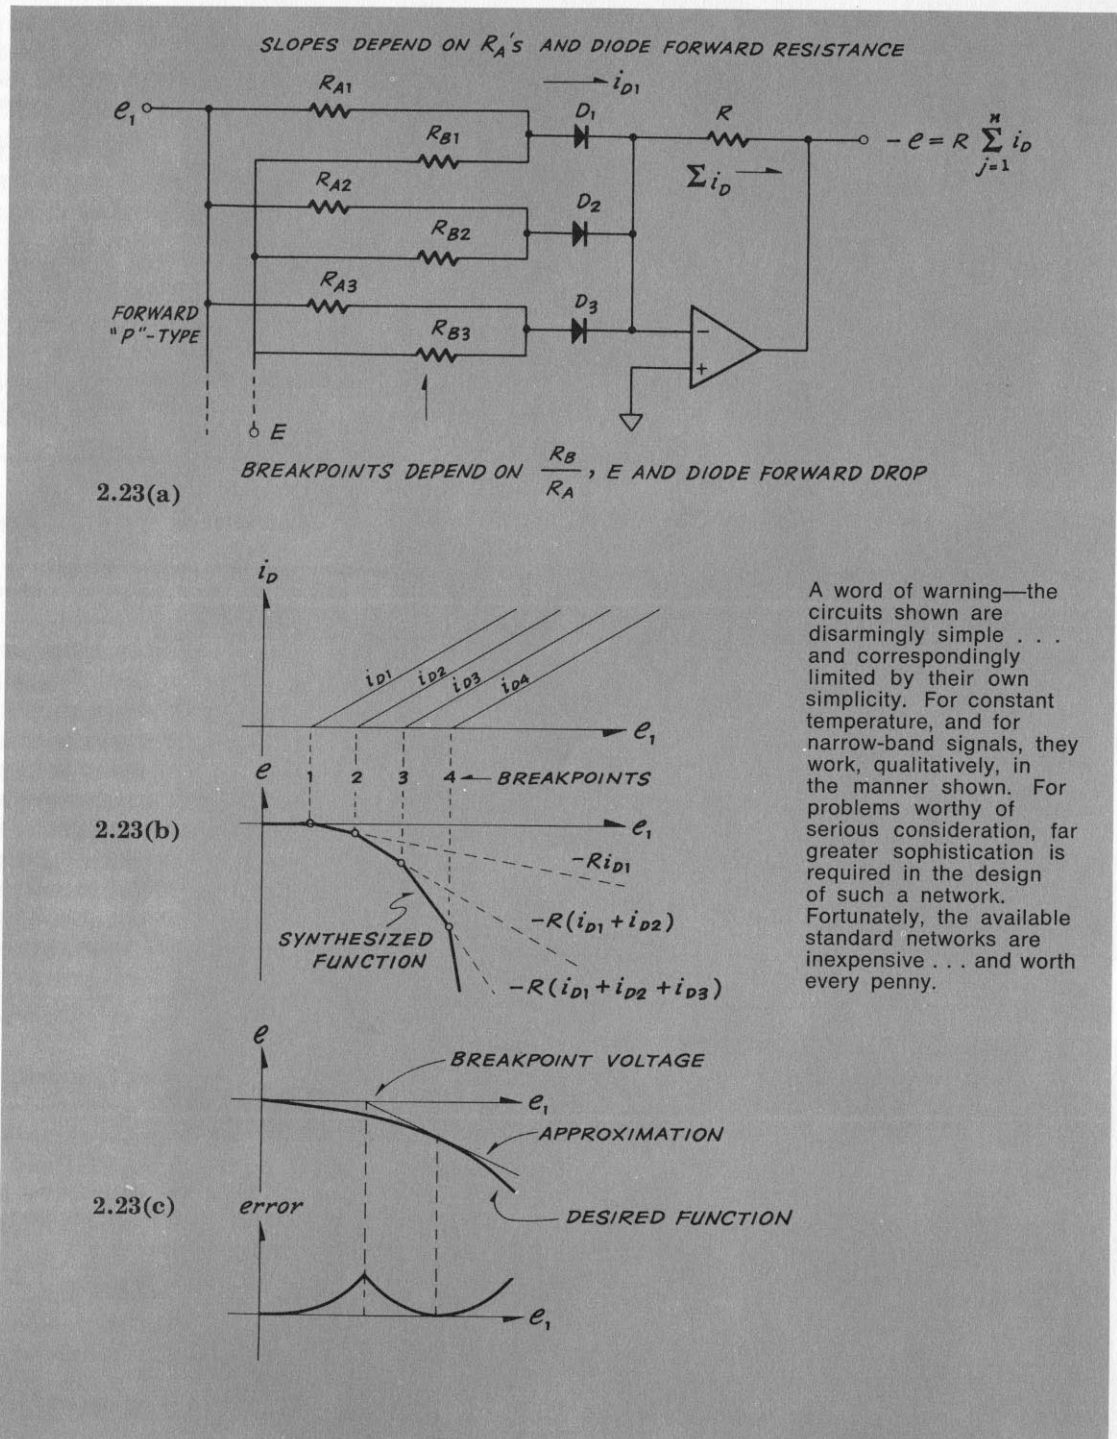 SLOPES DEPEND ON RA'S AND DIODE FORWARD RESISTANCE
e1
RA1
iD1
D1
R
-e = R Σ iD
n
j=1
RB1
Σ iD
RA2
D2
RB2
RA3
D3
FORWARD
"P"-TYPE
RB3
−
+
E
BREAKPOINTS DEPEND ON RB/RA, E AND DIODE FORWARD DROP
2.23(a)
iD
iD1
iD2
iD3
iD4
e1
e
1 2 3 4 BREAKPOINTS
2.23(b)
e1
-RiD1
-R(iD1 + iD2)
SYNTHESIZED
FUNCTION
-R(iD1 + iD2 + iD3)
A word of warning—the
circuits shown are
disarmingly simple . . .
and correspondingly
limited by their own
simplicity. For constant
temperature, and for
narrow-band signals, they
work, qualitatively, in
the manner shown. For
problems worthy of
serious consideration, far
greater sophistication is
required in the design
of such a network.
Fortunately, the available
standard networks are
inexpensive . . . and worth
every penny.
e
BREAKPOINT VOLTAGE
e1
APPROXIMATION
2.23(c)
error
DESIRED FUNCTION
e1